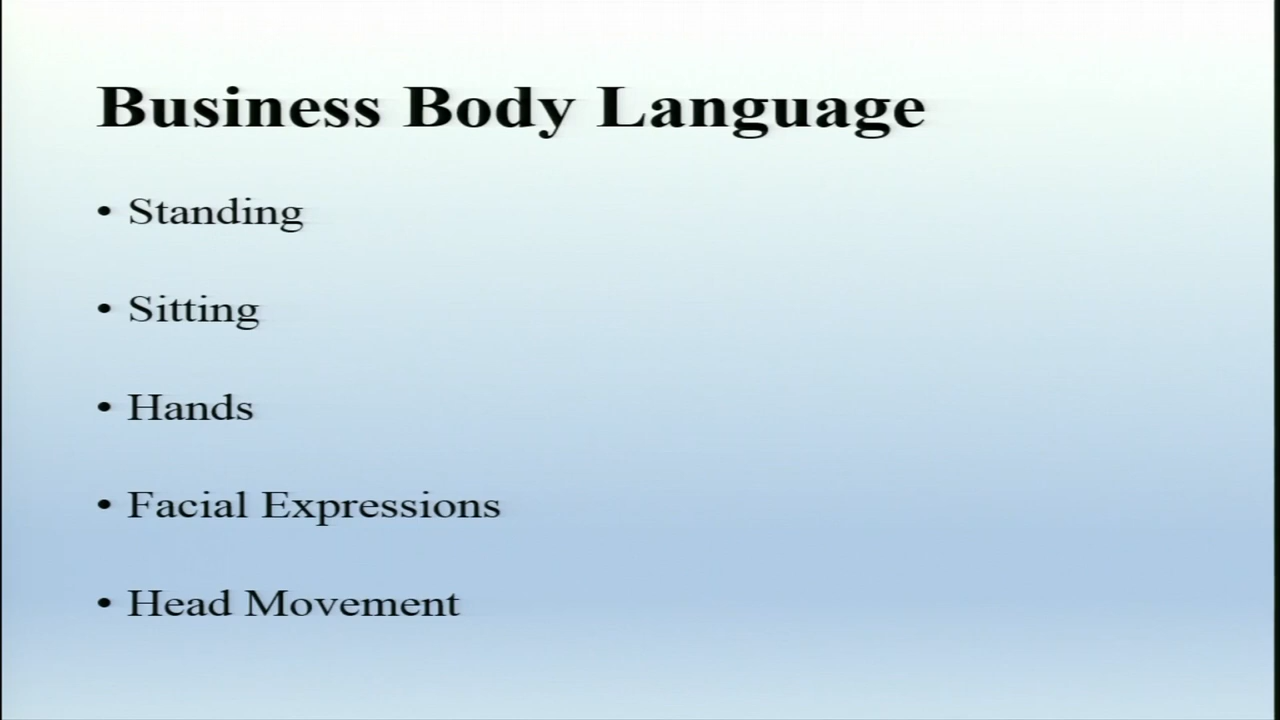 Business Body Language
• Standing
• Sitting
• Hands
• Facial Expressions
• Head Movement